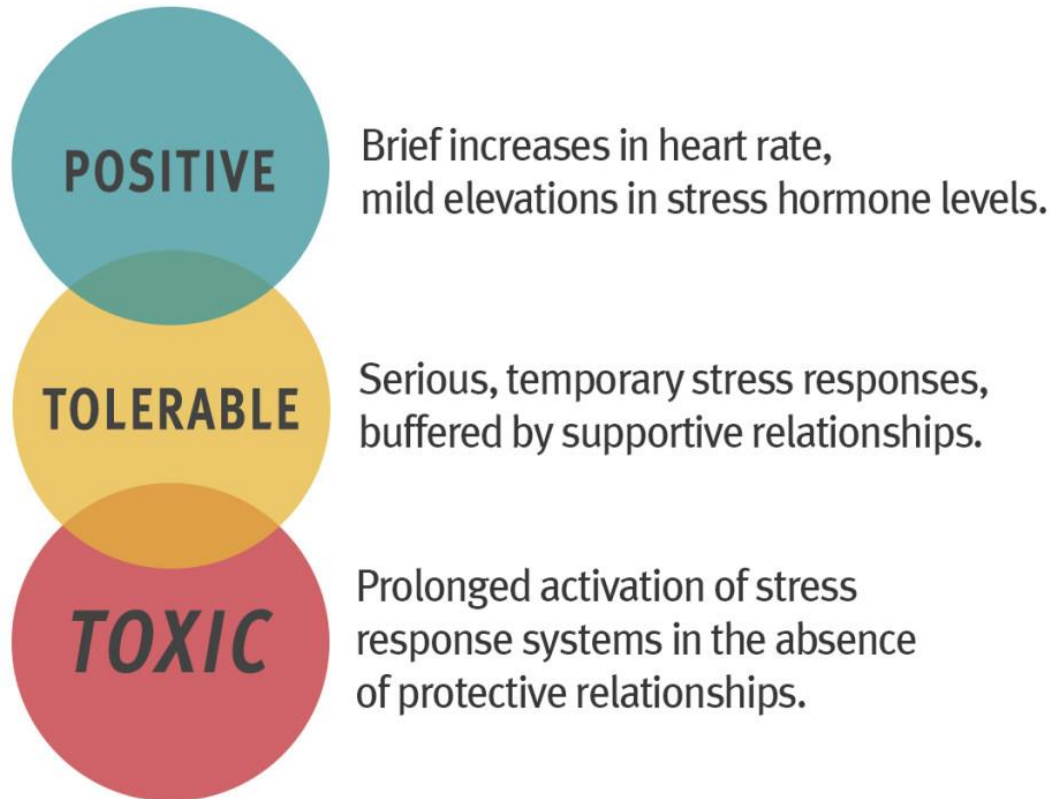 POSITIVE
Brief increases in heart rate,
mild elevations in stress hormone levels.
TOLERABLE
Serious, temporary stress responses,
buffered by supportive relationships.
TOXIC
Prolonged activation of stress
response systems in the absence
of protective relationships.